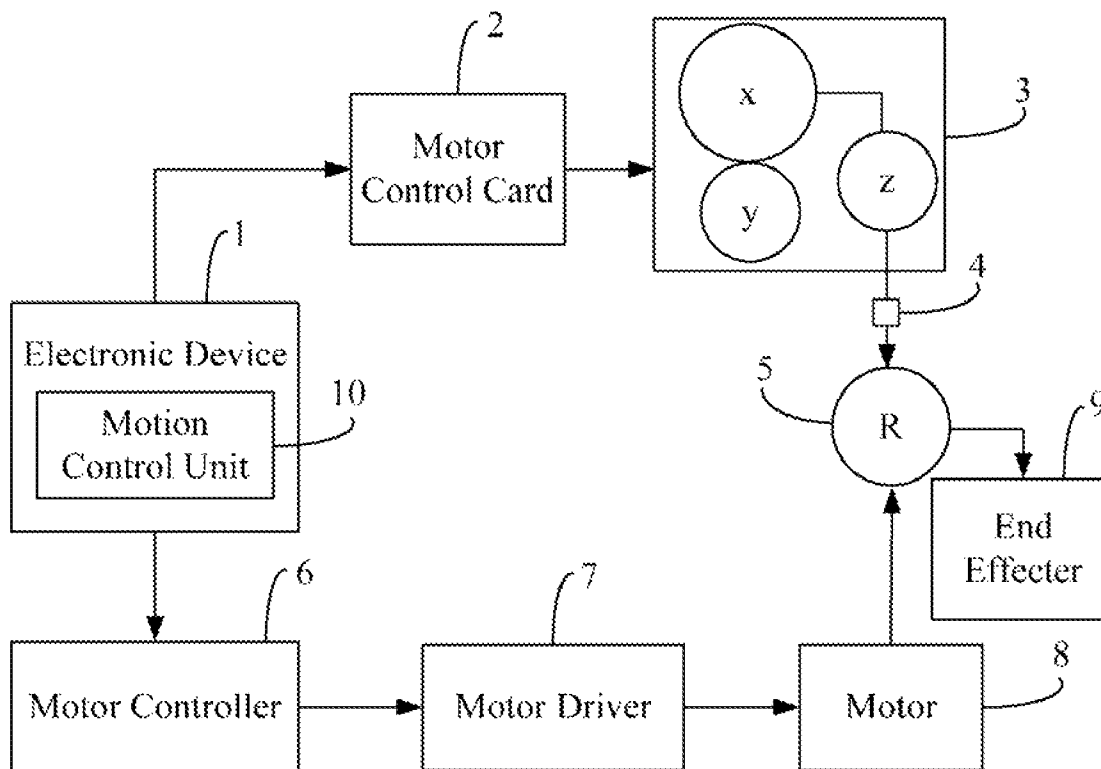 2
x
3
Motor
Control Card
z
y
1
4
Electronic Device
5
10
9
Motion
Control Unit
R
End
Effecter
6
7
8
Motor Controller
Motor Driver
Motor